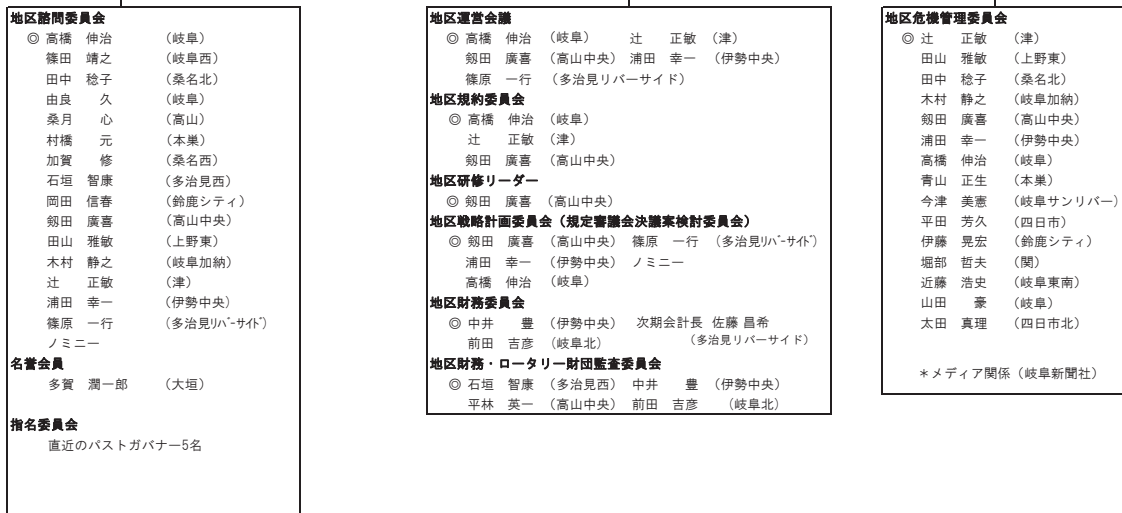 地区諮問委員会
◎ 高橋 伸治 (岐阜)
篠田 靖之 (岐阜西)
田中 稔子 (桑名北)
由良 久 (岐阜)
桑月 心 (高山)
村橋 元 (本巣)
加賀 修 (桑名西)
石垣 智康 (多治見西)
岡田 信春 (鈴鹿シティ)
剱田 廣喜 (高山中央)
田山 雅敏 (上野東)
木村 静之 (岐阜加納)
辻 正敏 (津)
浦田 幸一 (伊勢中央)
篠原 一行 (多治見ﾘﾊﾞｰｻｲﾄﾞ)
ノミニー
名誉会員
多賀 潤一郎 (大垣)
指名委員会
直近のパストガバナー5名
地区運営会議
◎ 高橋 伸治 (岐阜) 辻 正敏 (津)
剱田 廣喜 (高山中央) 浦田 幸一 (伊勢中央)
篠原 一行 (多治見リバーサイド)
地区規約委員会
◎ 高橋 伸治 (岐阜)
辻 正敏 (津)
剱田 廣喜 (高山中央)
地区研修リーダー
◎ 剱田 廣喜 (高山中央)
地区戦略計画委員会(規定審議会決議案検討委員会)
◎ 剱田 廣喜 (高山中央) 篠原 一行 (多治見ﾘﾊﾞｰｻｲﾄﾞ)
浦田 幸一 (伊勢中央) ノミニー
高橋 伸治 (岐阜)
地区財務委員会
◎ 中井 豊 (伊勢中央) 次期会計長 佐藤 昌希
前田 吉彦 (岐阜北) (多治見リバーサイド)
地区財務・ロータリー財団監査委員会
◎ 石垣 智康 (多治見西) 中井 豊 (伊勢中央)
平林 英一 (高山中央) 前田 吉彦 (岐阜北)
地区危機管理委員会
◎ 辻 正敏 (津)
田山 雅敏 (上野東)
田中 稔子 (桑名北)
木村 静之 (岐阜加納)
剱田 廣喜 (高山中央)
浦田 幸一 (伊勢中央)
高橋 伸治 (岐阜)
青山 正生 (本巣)
今津 美憲 (岐阜サンリバー)
平田 芳久 (四日市)
伊藤 晃宏 (鈴鹿シティ)
堀部 哲夫 (関)
近藤 浩史 (岐阜東南)
山田 豪 (岐阜)
太田 真理 (四日市北)
*メディア関係(岐阜新聞社)